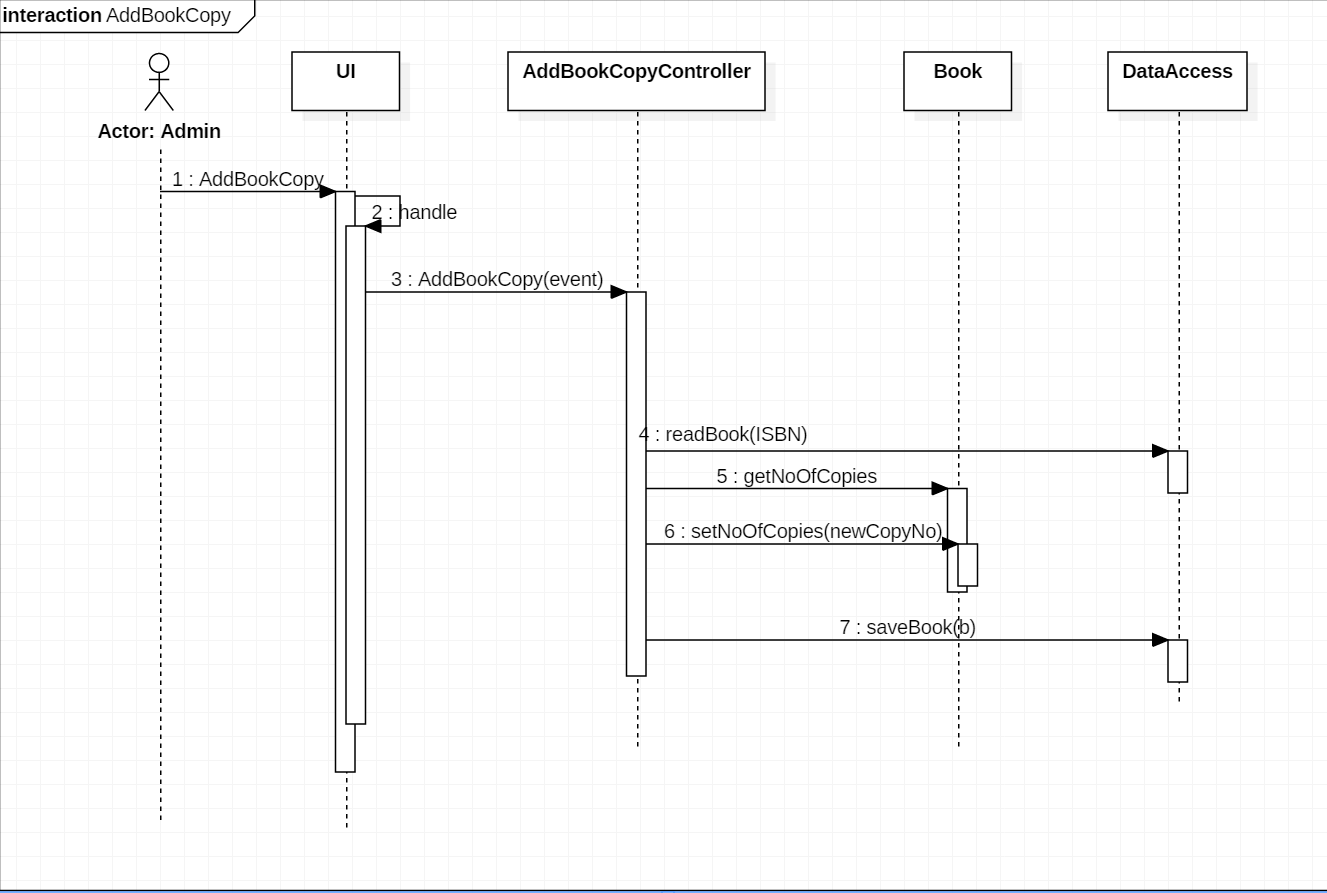 interaction AddBookCopy
UI
AddBookCopyController
Book
DataAccess
Actor: Admin
1 : AddBookCopy
2 : handle
3 : AddBookCopy(event)
4 : readBook(ISBN)
5 : getNoOfCopies
6 : setNoOfCopies(newCopyNo)
7 : saveBook(b)